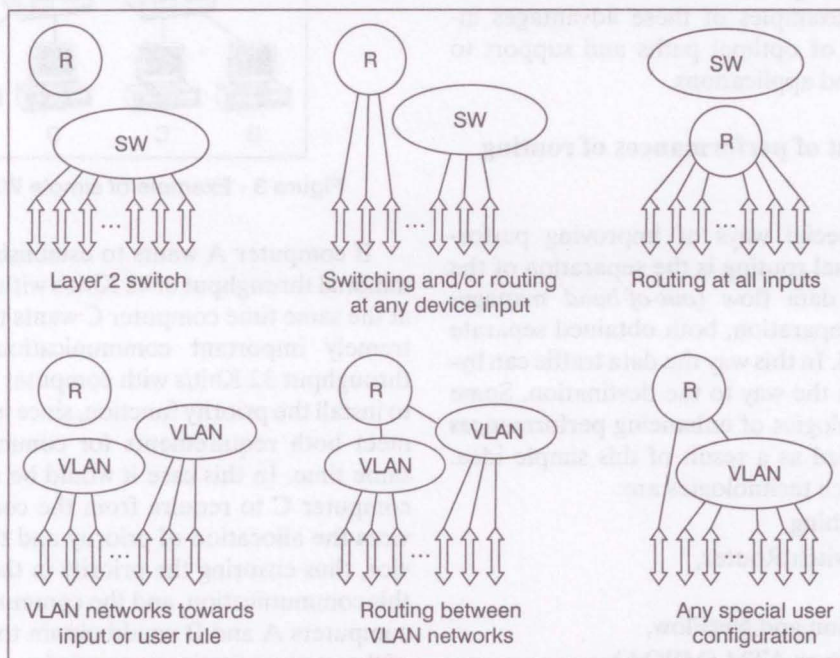 R
SW
Layer 2 switch
R
SW
Switching and/or routing
at any device input
SW
R
Routing at all inputs
R
VLAN
VLAN
VLAN networks towards
input or user rule
R
VLAN
VLAN
Routing between
VLAN networks
R
VLAN
Any special user
configuration